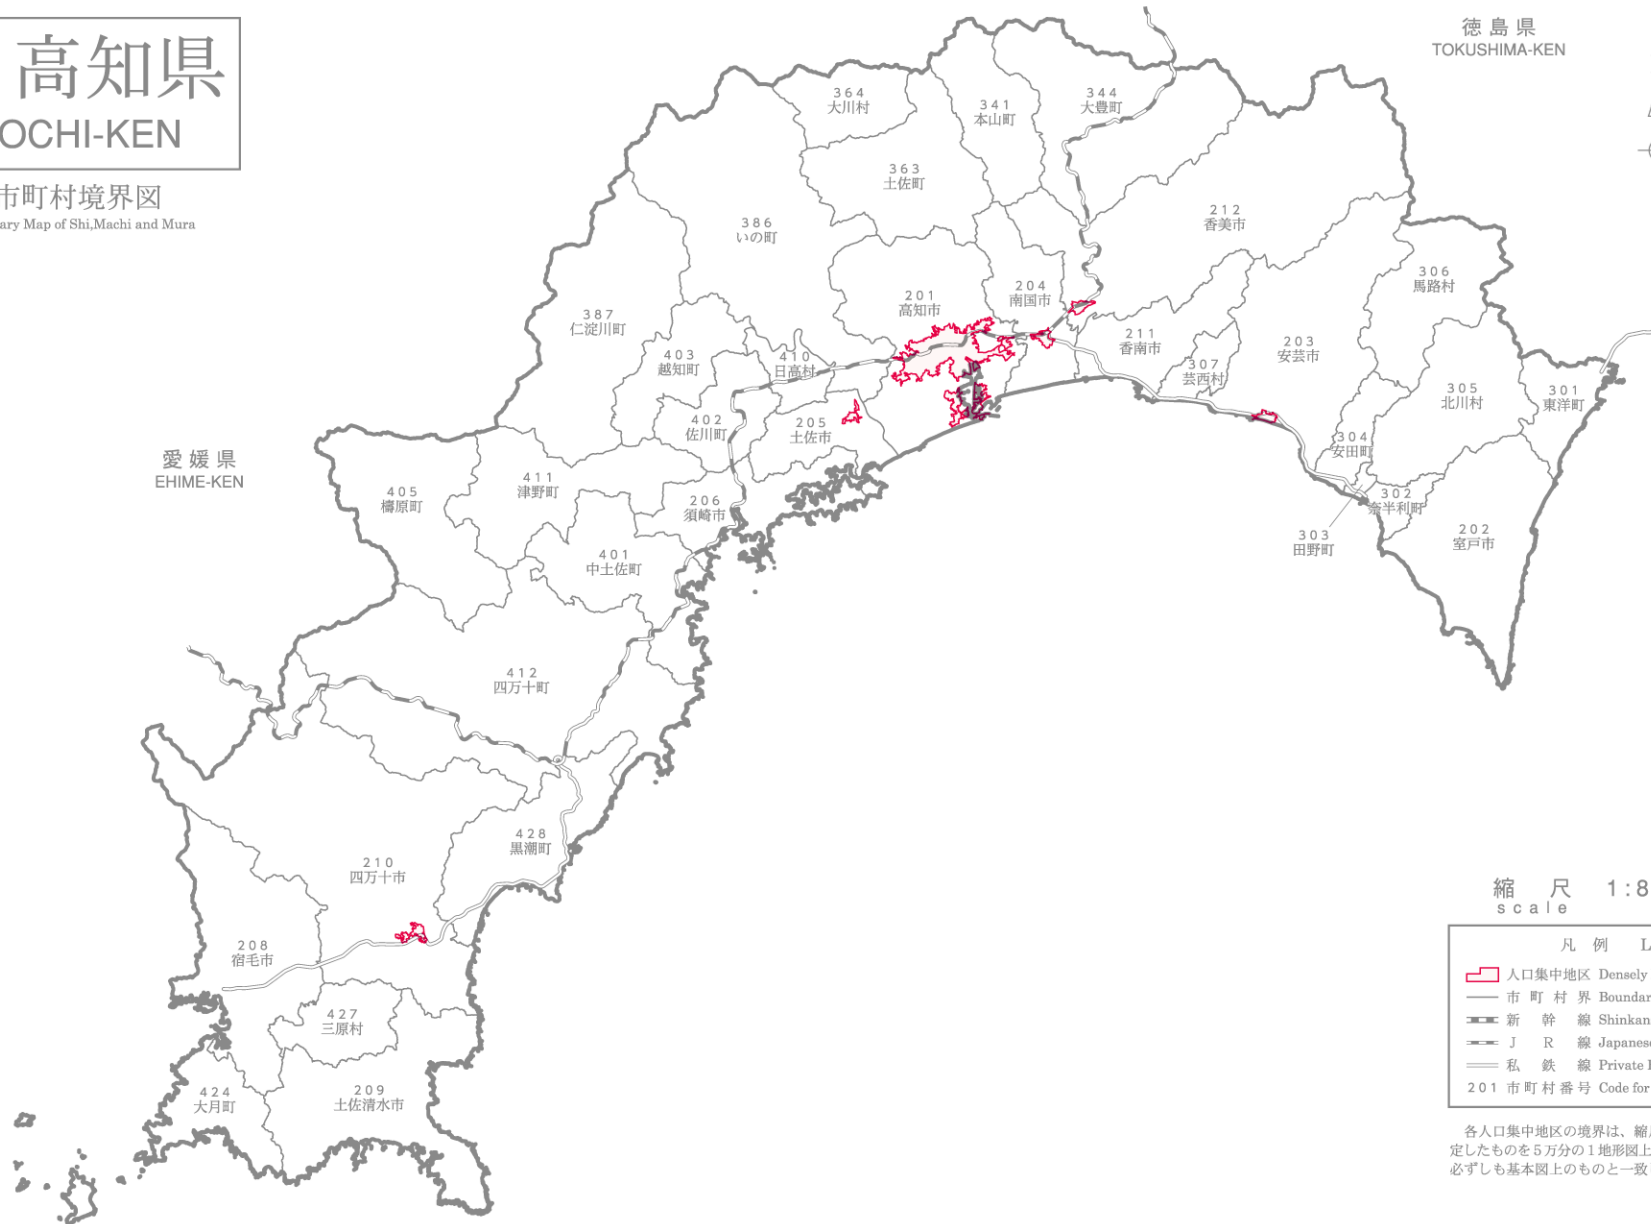 高知県
OCHI-KEN
市町村境界図
ary Map of Shi,Machi and Mura
徳島県
TOKUSHIMA-KEN
愛媛県
EHIME-KEN
364
大川村
341
本山町
344
大豊町
363
土佐町
386
いの町
212
香美市
306
馬路村
201
高知市
204
南国市
387
仁淀川町
403
越知町
410
日高村
211
香南市
307
芸西村
203
安芸市
305
北川村
301
東洋町
402
佐川町
205
土佐市
304
安田町
405
檮原町
411
津野町
206
須崎市
302
奈半利町
303
田野町
202
室戸市
401
中土佐町
412
四万十町
428
黒潮町
210
四万十市
208
宿毛市
427
三原村
424
大月町
209
土佐清水市
縮尺 1:8
scale
凡例 L
人口集中地区 Densely
市町村界 Boundar
新幹線 Shinkan
JR線 Japanese
私鉄線 Private
201 市町村番号 Code for
各人口集中地区の境界は、縮
定したものを5万分の1地形図上
必ずしも基本図上のものと一致